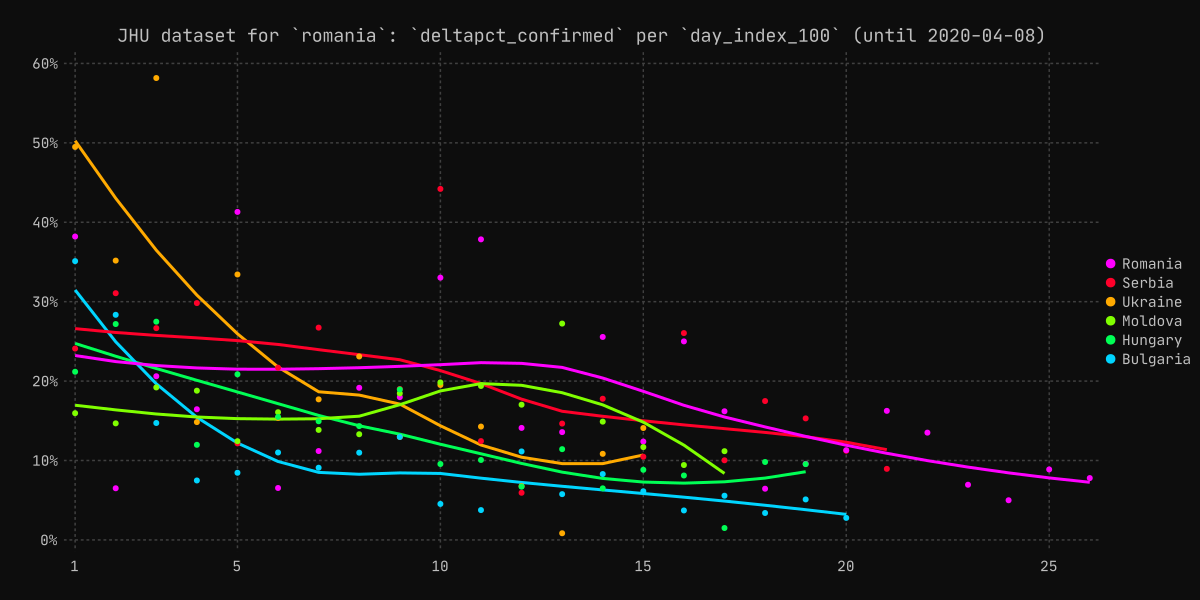 JHU dataset for `romania`: `deltapct_confirmed` per `day_index_100` (until 2020-04-08)
60%
50%
40%
30%
20%
10%
0%
1 5 10 15 20 25
Romania
Serbia
Ukraine
Moldova
Hungary
Bulgaria